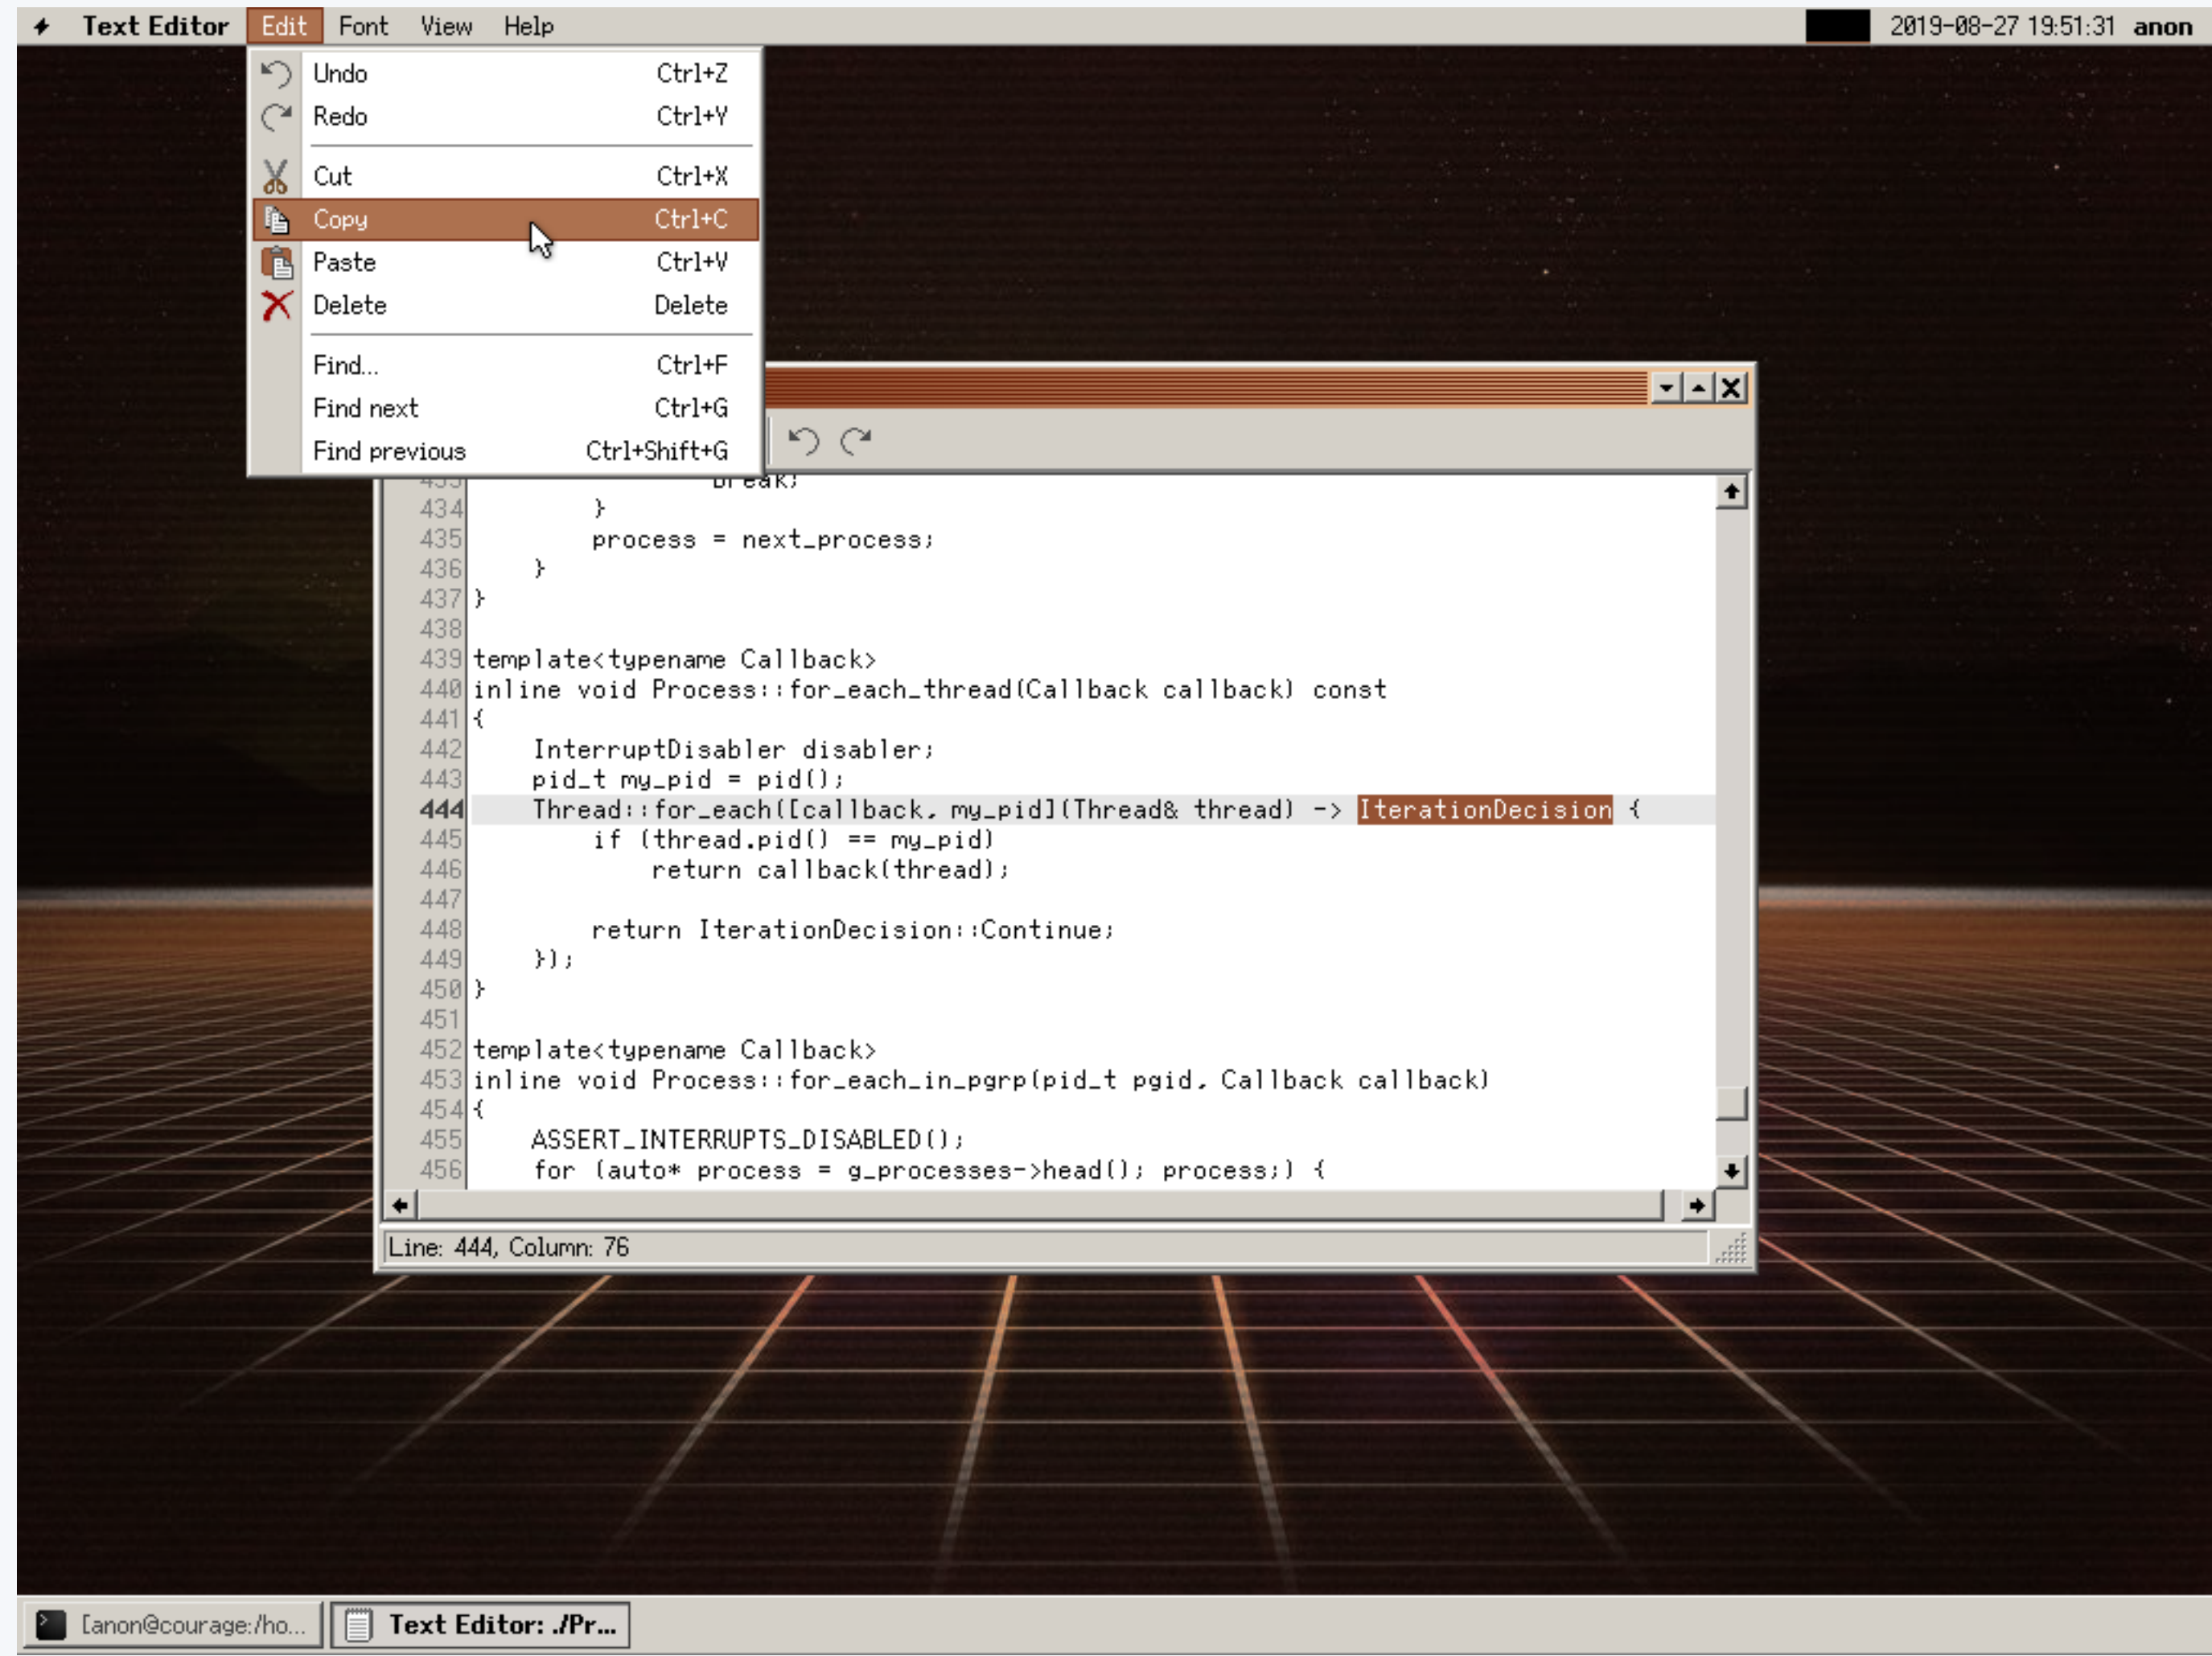 Text Editor Edit Font View Help 2019-08-27 19:51:31 anon
Undo Ctrl+Z
Redo Ctrl+Y
Cut Ctrl+X
Copy Ctrl+C
Paste Ctrl+V
Delete Delete
Find... Ctrl+F
Find next Ctrl+G
Find previous Ctrl+Shift+G
433                 break;
434         }
435         process = next_process;
436     }
437 }
438
439 template<typename Callback>
440 inline void Process::for_each_thread(Callback callback) const
441 {
442     InterruptDisabler disabler;
443     pid_t my_pid = pid();
444     Thread::for_each([callback, my_pid](Thread& thread) -> IterationDecision {
445         if (thread.pid() == my_pid)
446             return callback(thread);
447
448         return IterationDecision::Continue;
449     });
450 }
451
452 template<typename Callback>
453 inline void Process::for_each_in_pgrp(pid_t pgid, Callback callback)
454 {
455     ASSERT_INTERRUPTS_DISABLED();
456     for (auto* process = g_processes->head(); process;) {
Line: 444, Column: 76
[anon@courage:/ho... Text Editor: ./Pr...